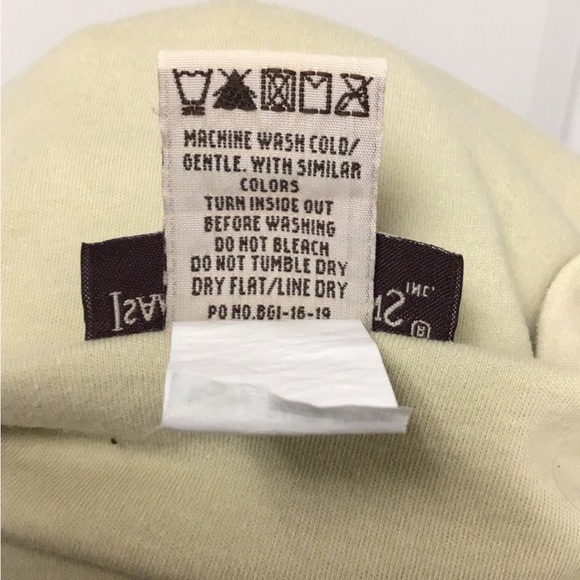 MACHINE WASH COLD/
GENTLE. WITH SIMILAR
COLORS
TURN INSIDE OUT
BEFORE WASHING
DO NOT BLEACH
DO NOT TUMBLE DRY
DRY FLAT/LINE DRY
PO NO.BGI-16-19
INC.